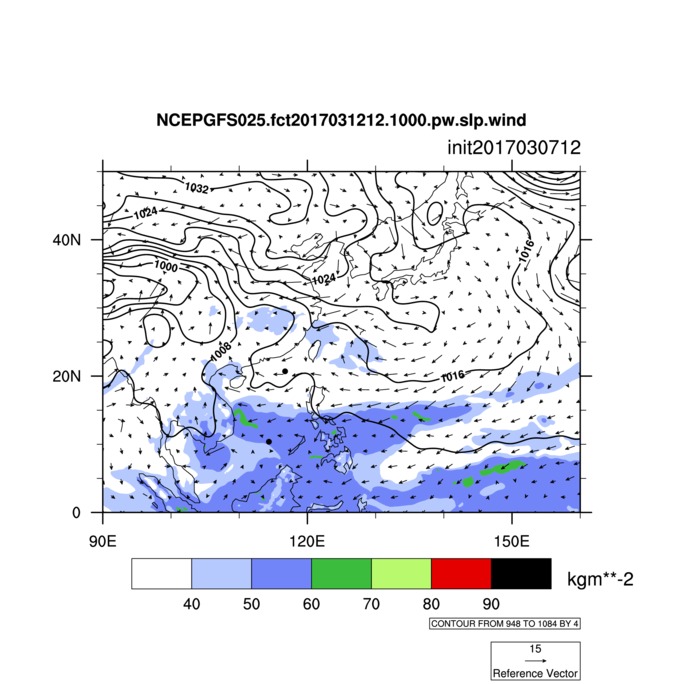 NCEPGFS025.fct2017031212.1000.pw.slp.wind
init2017030712
1032
1024
40N
1016
1000
1024
1008
20N
1016
0
90E 120E 150E
kgm**-2
40 50 60 70 80 90
CONTOUR FROM 948 TO 1084 BY 4
15
Reference Vector